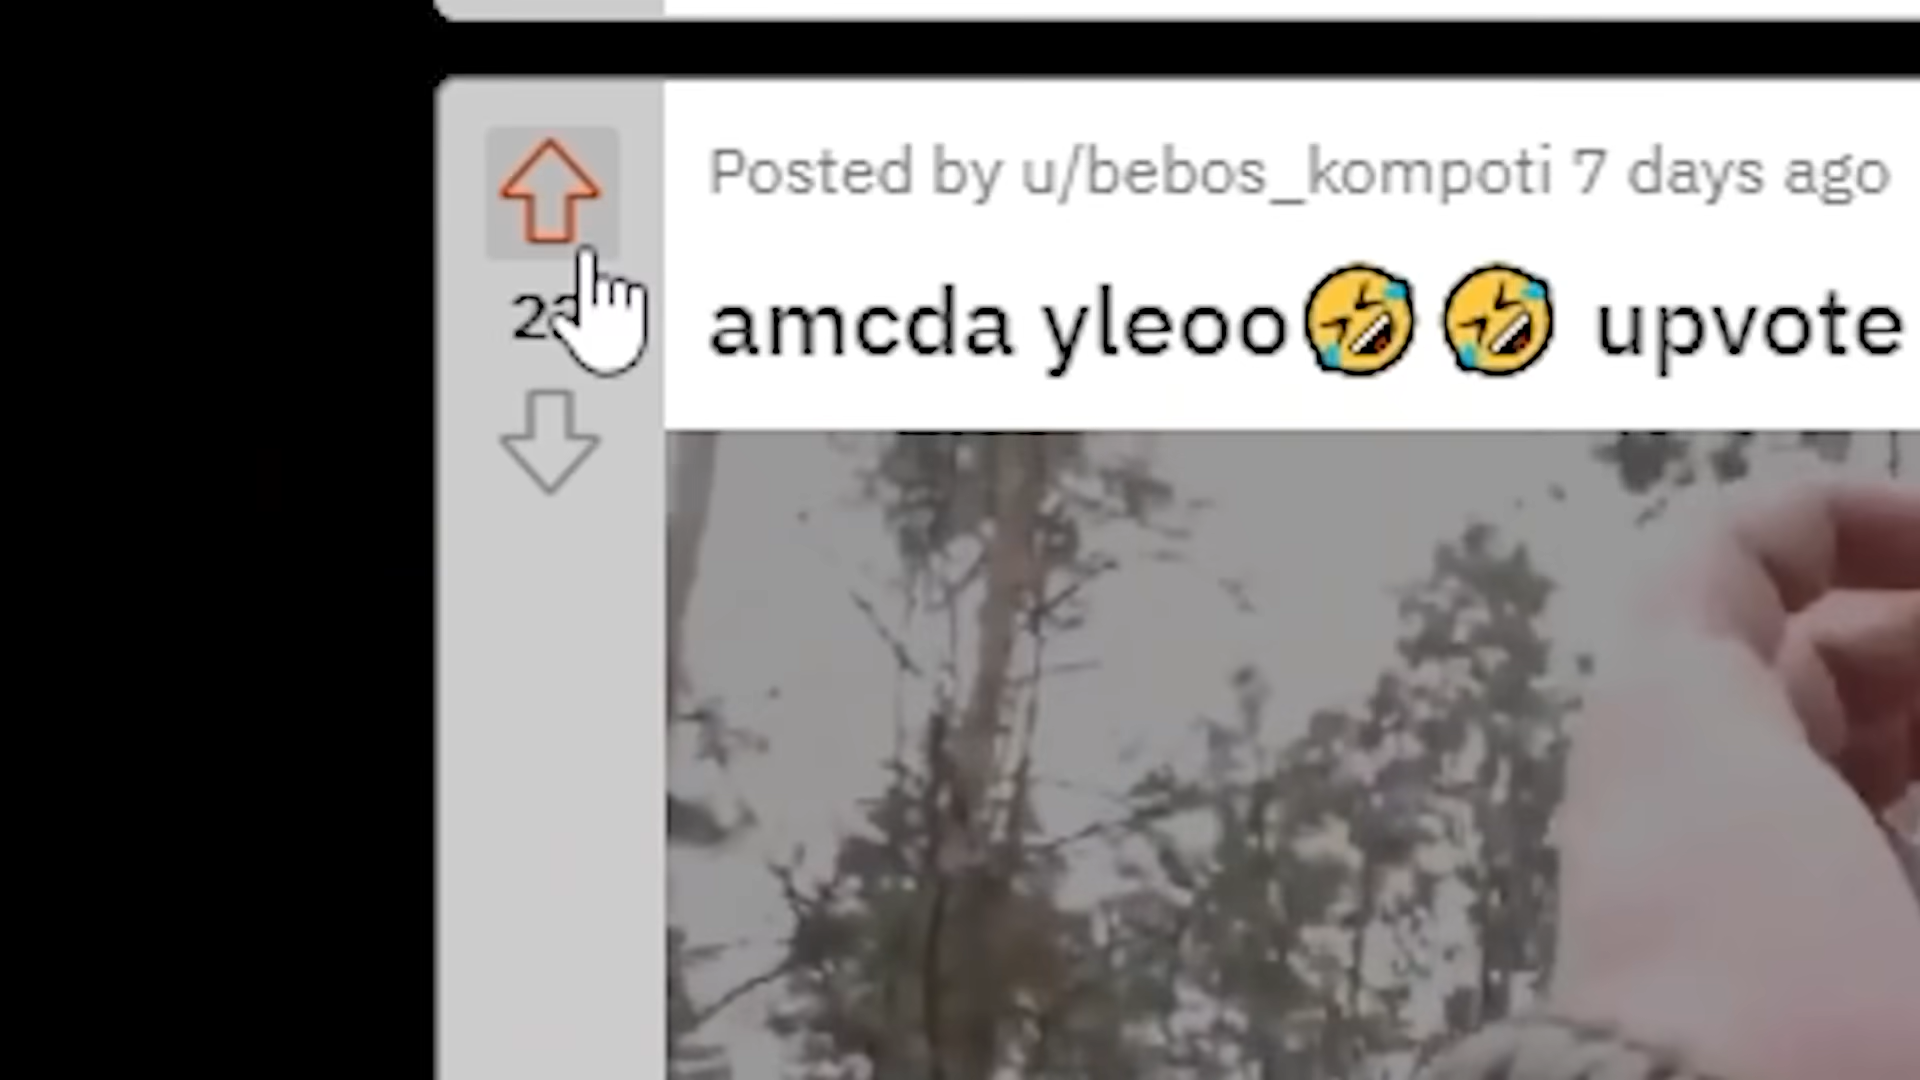 Posted by u/bebos_kompoti 7 days ago
amcda yleoo🤣🤣 upvote